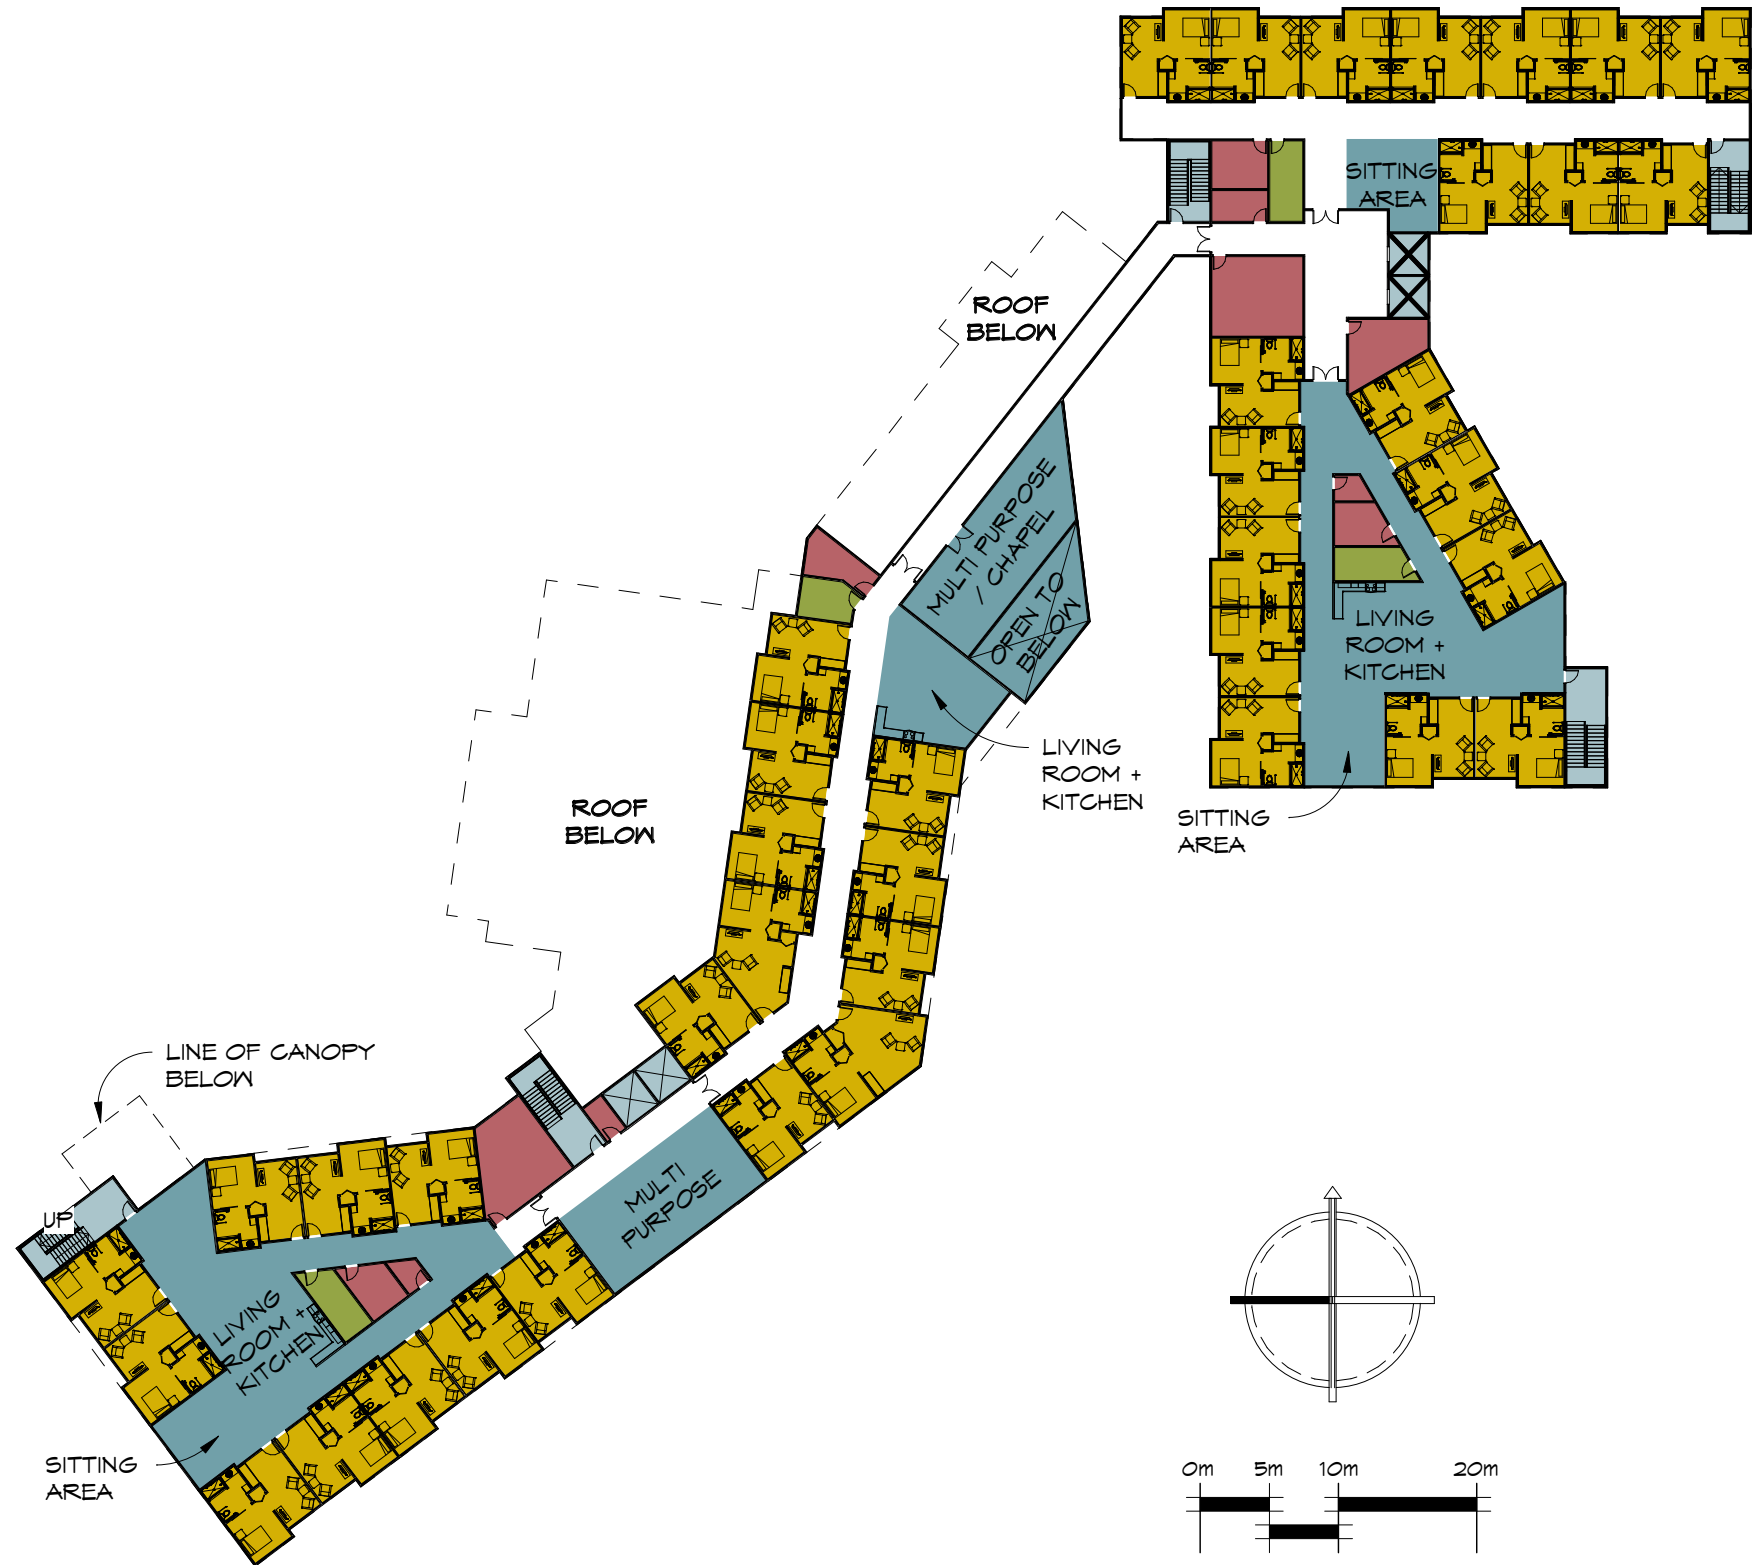 SITTING
AREA
ROOF
BELOW
MULTI PURPOSE
/ CHAPEL
OPEN TO
BELOW
LIVING
ROOM +
KITCHEN
LIVING
ROOM +
KITCHEN
SITTING
AREA
ROOF
BELOW
LINE OF CANOPY
BELOW
MULTI
PURPOSE
UP
LIVING
ROOM +
KITCHEN
SITTING
AREA
0m 5m 10m 20m